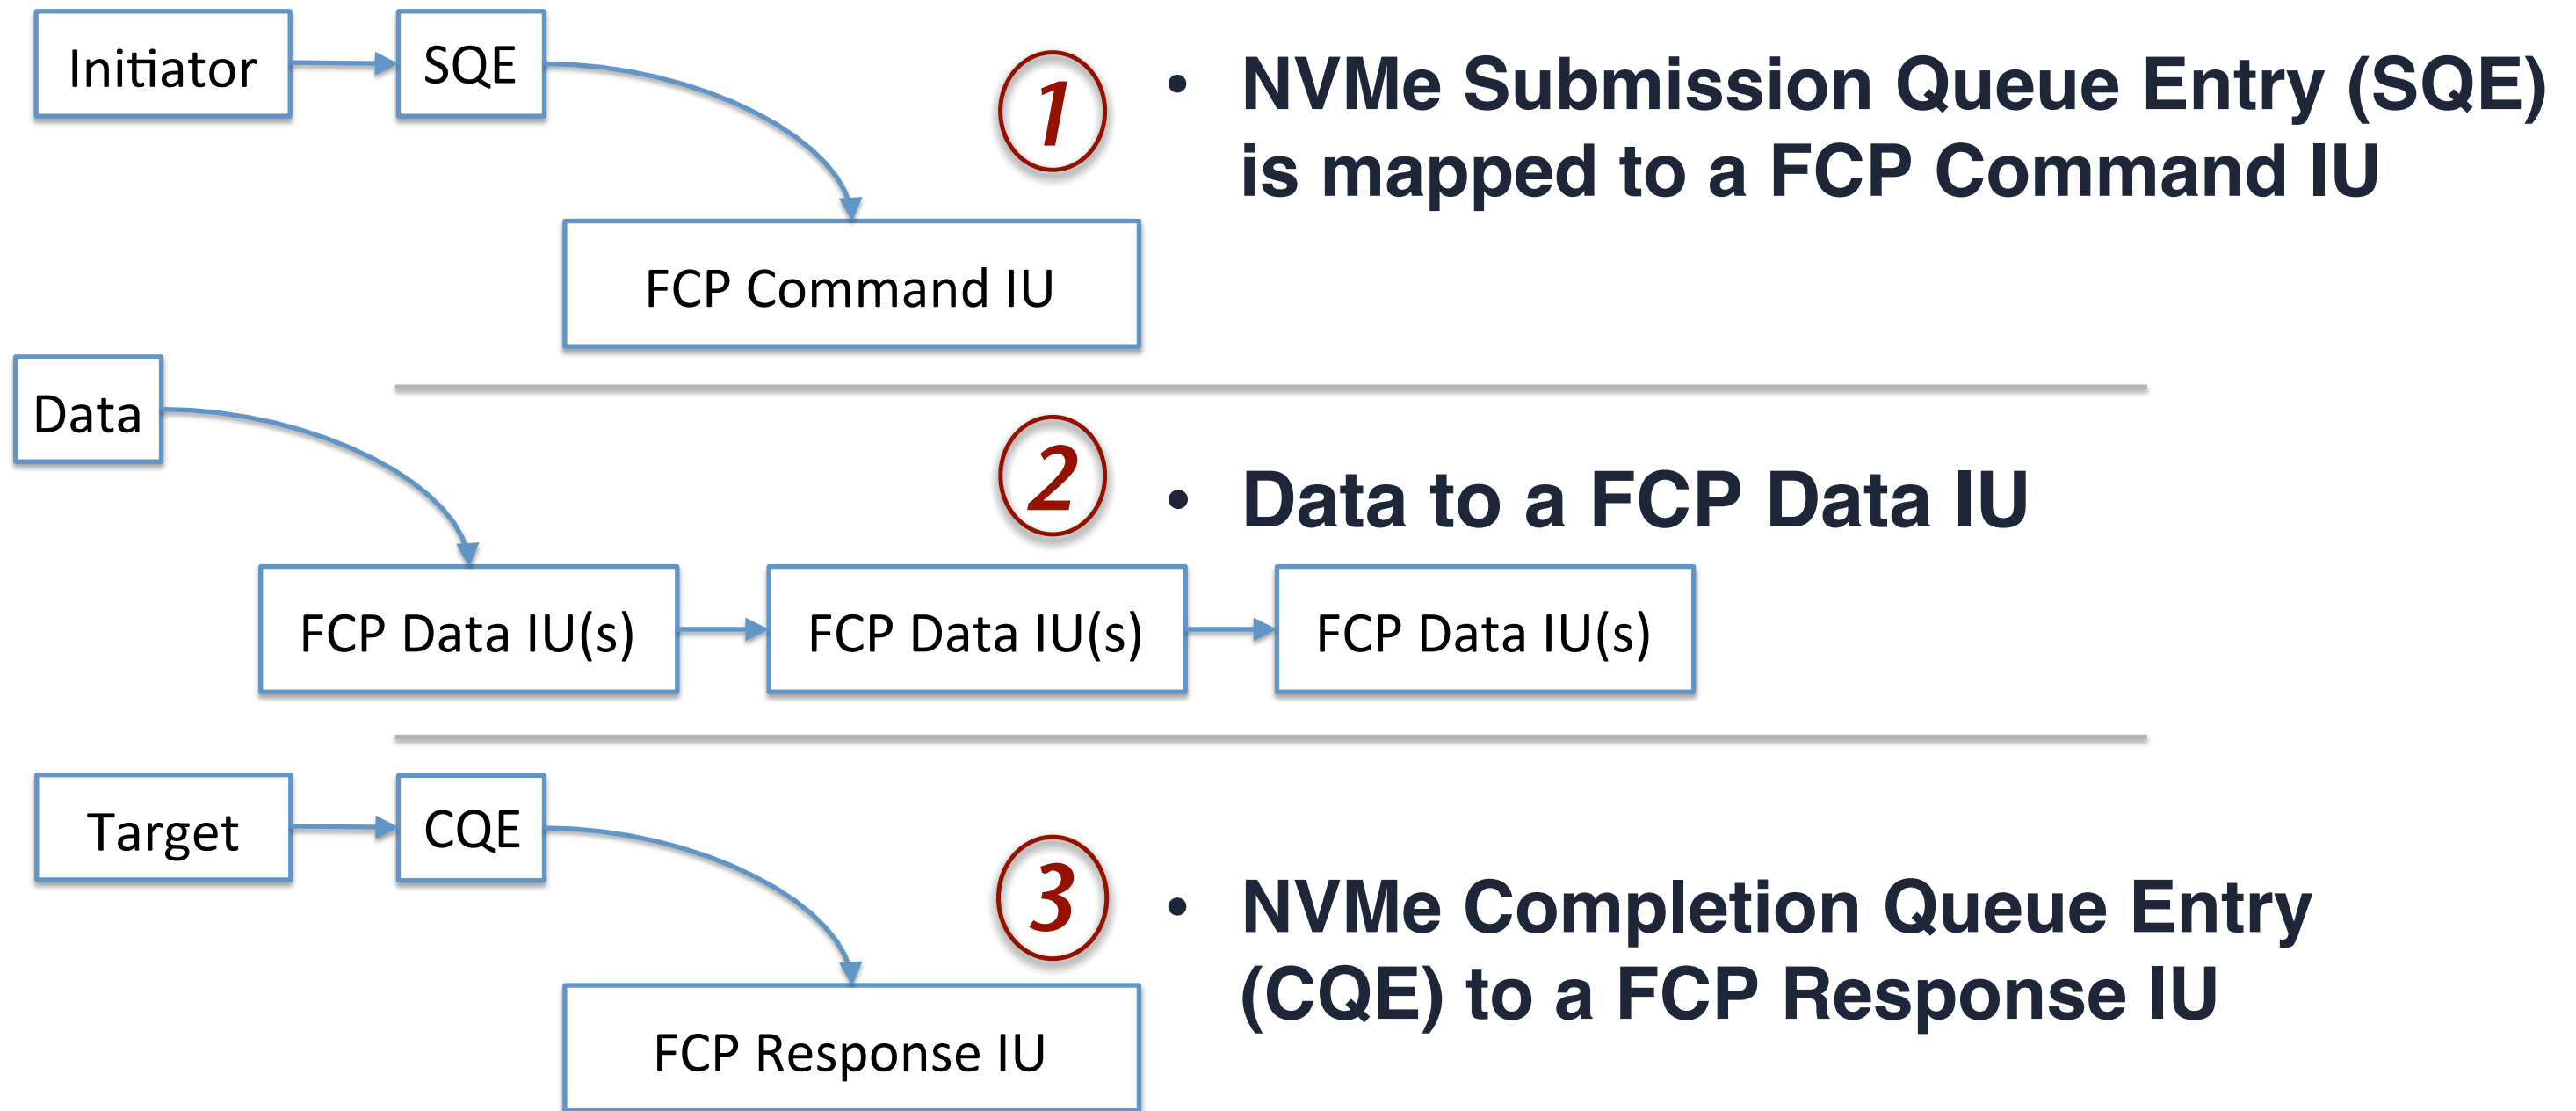 Initiator
SQE
FCP Command IU
1
• NVMe Submission Queue Entry (SQE)
is mapped to a FCP Command IU
Data
FCP Data IU(s)
FCP Data IU(s)
FCP Data IU(s)
2
• Data to a FCP Data IU
Target
CQE
FCP Response IU
3
• NVMe Completion Queue Entry
(CQE) to a FCP Response IU